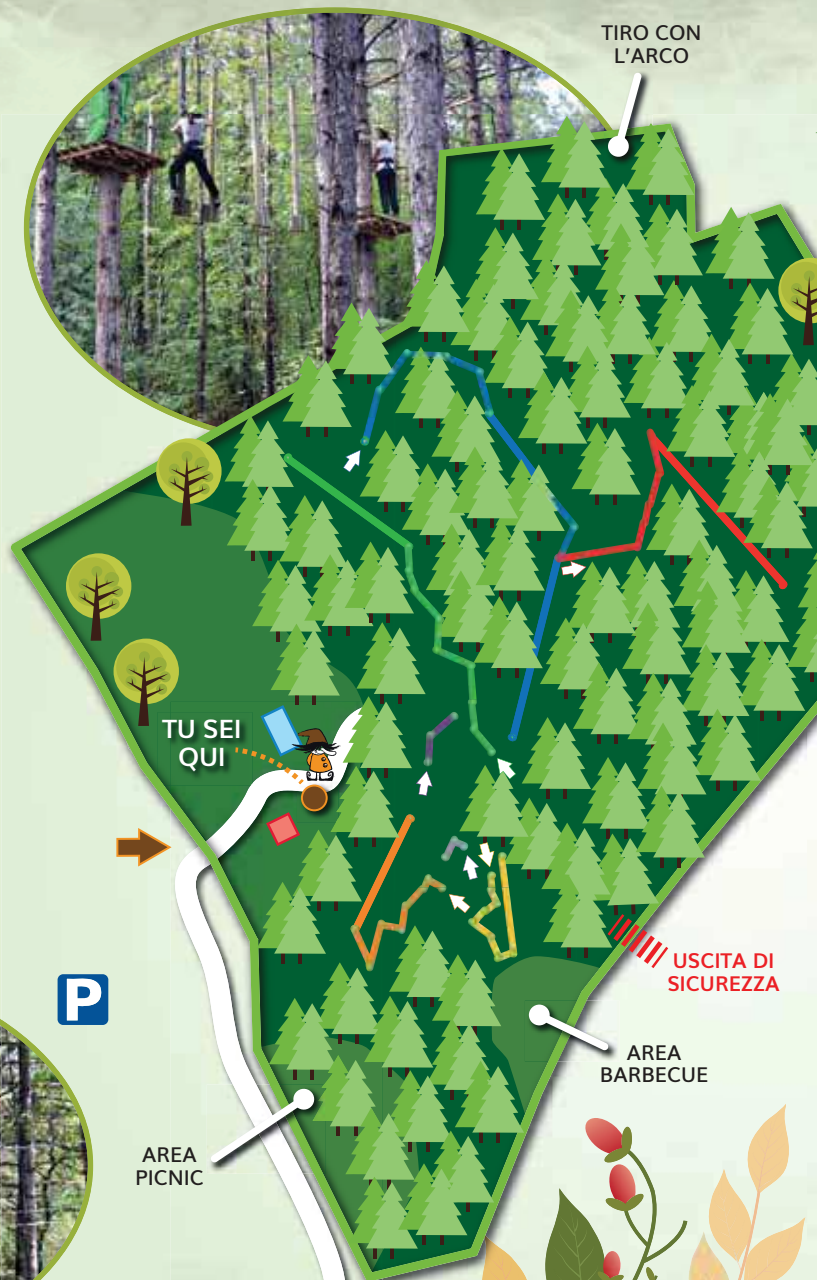 TIRO CON
L'ARCO
TU SEI
QUI
P
USCITA DI
SICUREZZA
AREA
BARBECUE
AREA
PICNIC